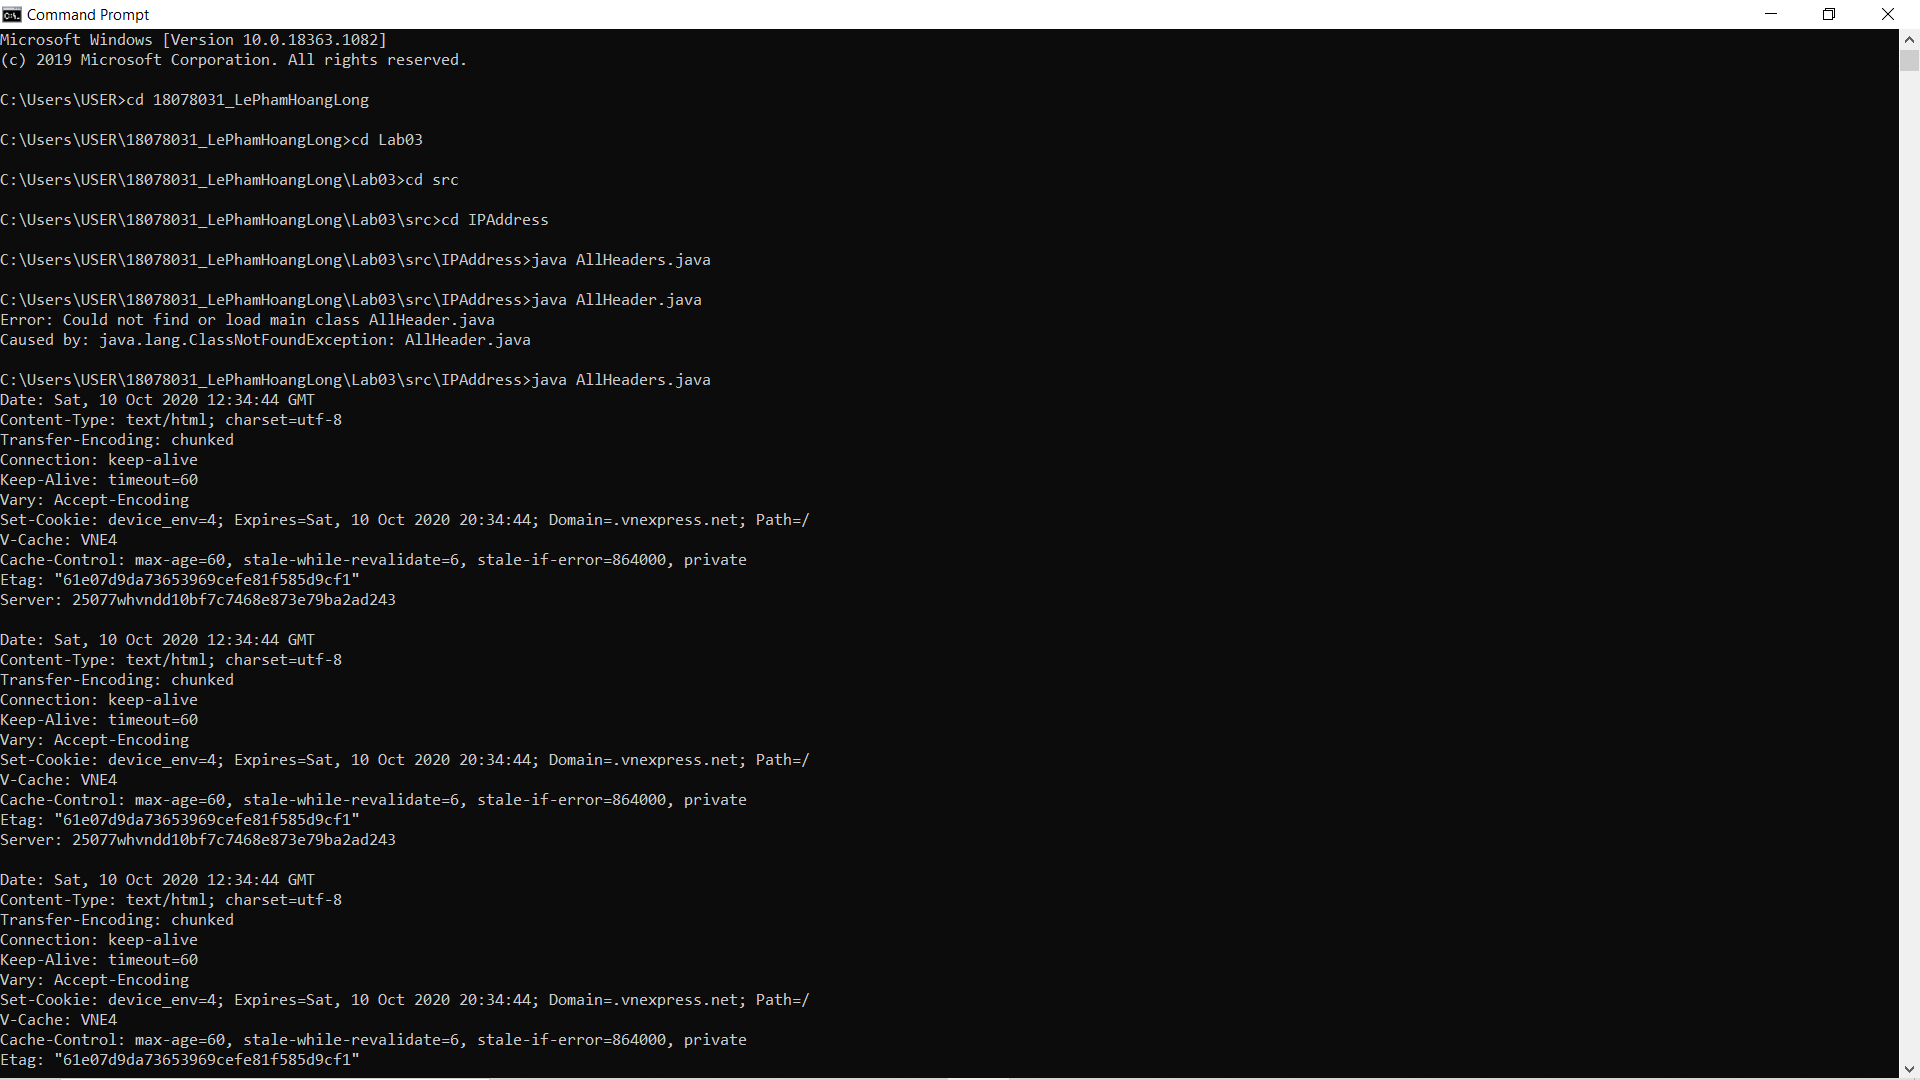 Command Prompt
Microsoft Windows [Version 10.0.18363.1082]
(c) 2019 Microsoft Corporation. All rights reserved.
C:\Users\USER>cd 18078031_LePhamHoangLong
C:\Users\USER\18078031_LePhamHoangLong>cd Lab03
C:\Users\USER\18078031_LePhamHoangLong\Lab03>cd src
C:\Users\USER\18078031_LePhamHoangLong\Lab03\src>cd IPAddress
C:\Users\USER\18078031_LePhamHoangLong\Lab03\src\IPAddress>java AllHeaders.java
C:\Users\USER\18078031_LePhamHoangLong\Lab03\src\IPAddress>java AllHeader.java
Error: Could not find or load main class AllHeader.java
Caused by: java.lang.ClassNotFoundException: AllHeader.java
C:\Users\USER\18078031_LePhamHoangLong\Lab03\src\IPAddress>java AllHeaders.java
Date: Sat, 10 Oct 2020 12:34:44 GMT
Content-Type: text/html; charset=utf-8
Transfer-Encoding: chunked
Connection: keep-alive
Keep-Alive: timeout=60
Vary: Accept-Encoding
Set-Cookie: device_env=4; Expires=Sat, 10 Oct 2020 20:34:44; Domain=.vnexpress.net; Path=/
V-Cache: VNE4
Cache-Control: max-age=60, stale-while-revalidate=6, stale-if-error=864000, private
Etag: "61e07d9da73653969cefe81f585d9cf1"
Server: 25077whvndd10bf7c7468e873e79ba2ad243
Date: Sat, 10 Oct 2020 12:34:44 GMT
Content-Type: text/html; charset=utf-8
Transfer-Encoding: chunked
Connection: keep-alive
Keep-Alive: timeout=60
Vary: Accept-Encoding
Set-Cookie: device_env=4; Expires=Sat, 10 Oct 2020 20:34:44; Domain=.vnexpress.net; Path=/
V-Cache: VNE4
Cache-Control: max-age=60, stale-while-revalidate=6, stale-if-error=864000, private
Etag: "61e07d9da73653969cefe81f585d9cf1"
Server: 25077whvndd10bf7c7468e873e79ba2ad243
Date: Sat, 10 Oct 2020 12:34:44 GMT
Content-Type: text/html; charset=utf-8
Transfer-Encoding: chunked
Connection: keep-alive
Keep-Alive: timeout=60
Vary: Accept-Encoding
Set-Cookie: device_env=4; Expires=Sat, 10 Oct 2020 20:34:44; Domain=.vnexpress.net; Path=/
V-Cache: VNE4
Cache-Control: max-age=60, stale-while-revalidate=6, stale-if-error=864000, private
Etag: "61e07d9da73653969cefe81f585d9cf1"